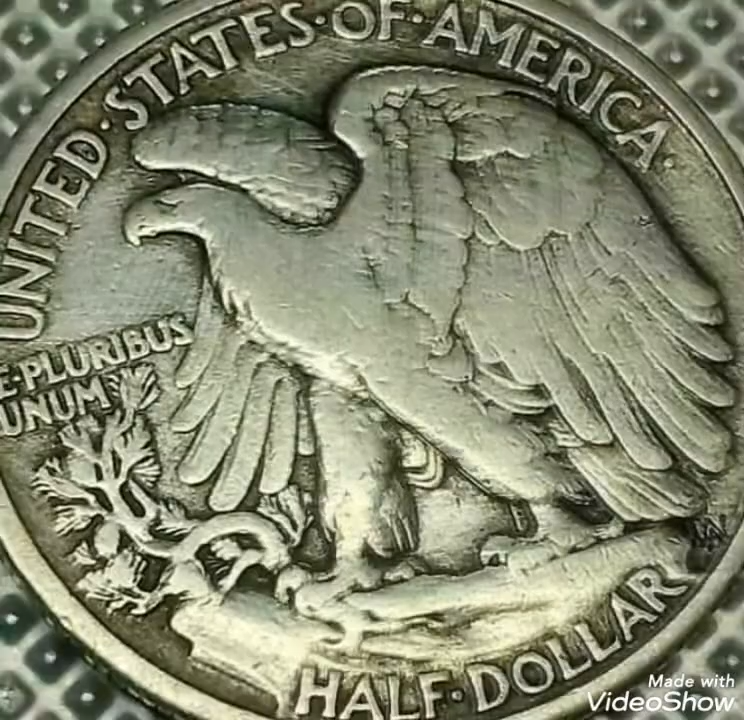 UNITED·STATES·OF·AMERICA·
E·PLURIBUS
UNUM
HALF·DOLLAR
Made with
VideoShow